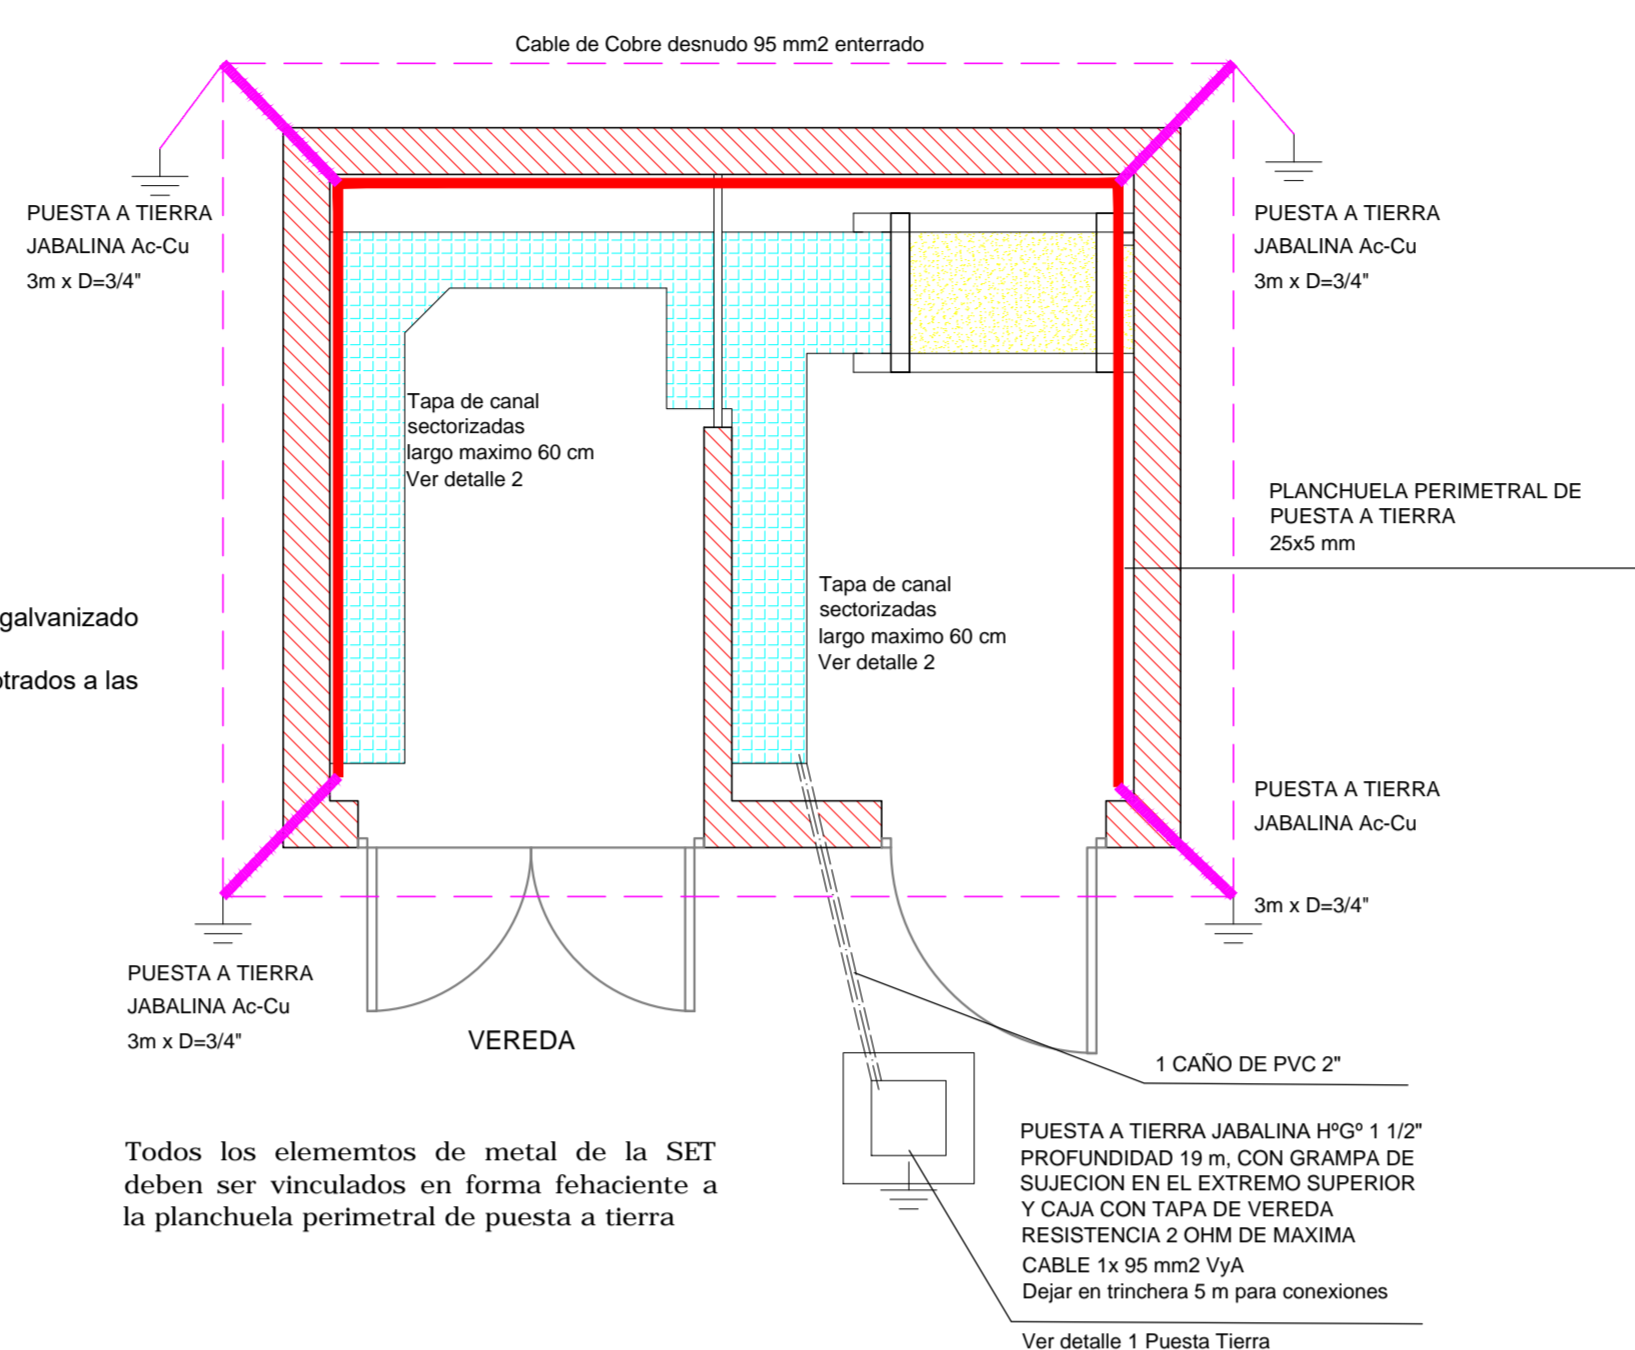 Cable de Cobre desnudo 95 mm2 enterrado
PUESTA A TIERRA
JABALINA Ac-Cu
3m x D=3/4"
PUESTA A TIERRA
JABALINA Ac-Cu
3m x D=3/4"
Tapa de canal
sectorizadas
largo maximo 60 cm
Ver detalle 2
PLANCHUELA PERIMETRAL DE
PUESTA A TIERRA
25x5 mm
Tapa de canal
sectorizadas
largo maximo 60 cm
Ver detalle 2
galvanizado
otrados a las
PUESTA A TIERRA
JABALINA Ac-Cu
3m x D=3/4"
PUESTA A TIERRA
JABALINA Ac-Cu
3m x D=3/4"
VEREDA
1 CAÑO DE PVC 2"
Todos los elememtos de metal de la SET
deben ser vinculados en forma fehaciente a
la planchuela perimetral de puesta a tierra
PUESTA A TIERRA JABALINA HºGº 1 1/2"
PROFUNDIDAD 19 m, CON GRAMPA DE
SUJECION EN EL EXTREMO SUPERIOR
Y CAJA CON TAPA DE VEREDA
RESISTENCIA 2 OHM DE MAXIMA
CABLE 1x 95 mm2 VyA
Dejar en trinchera 5 m para conexiones
Ver detalle 1 Puesta Tierra